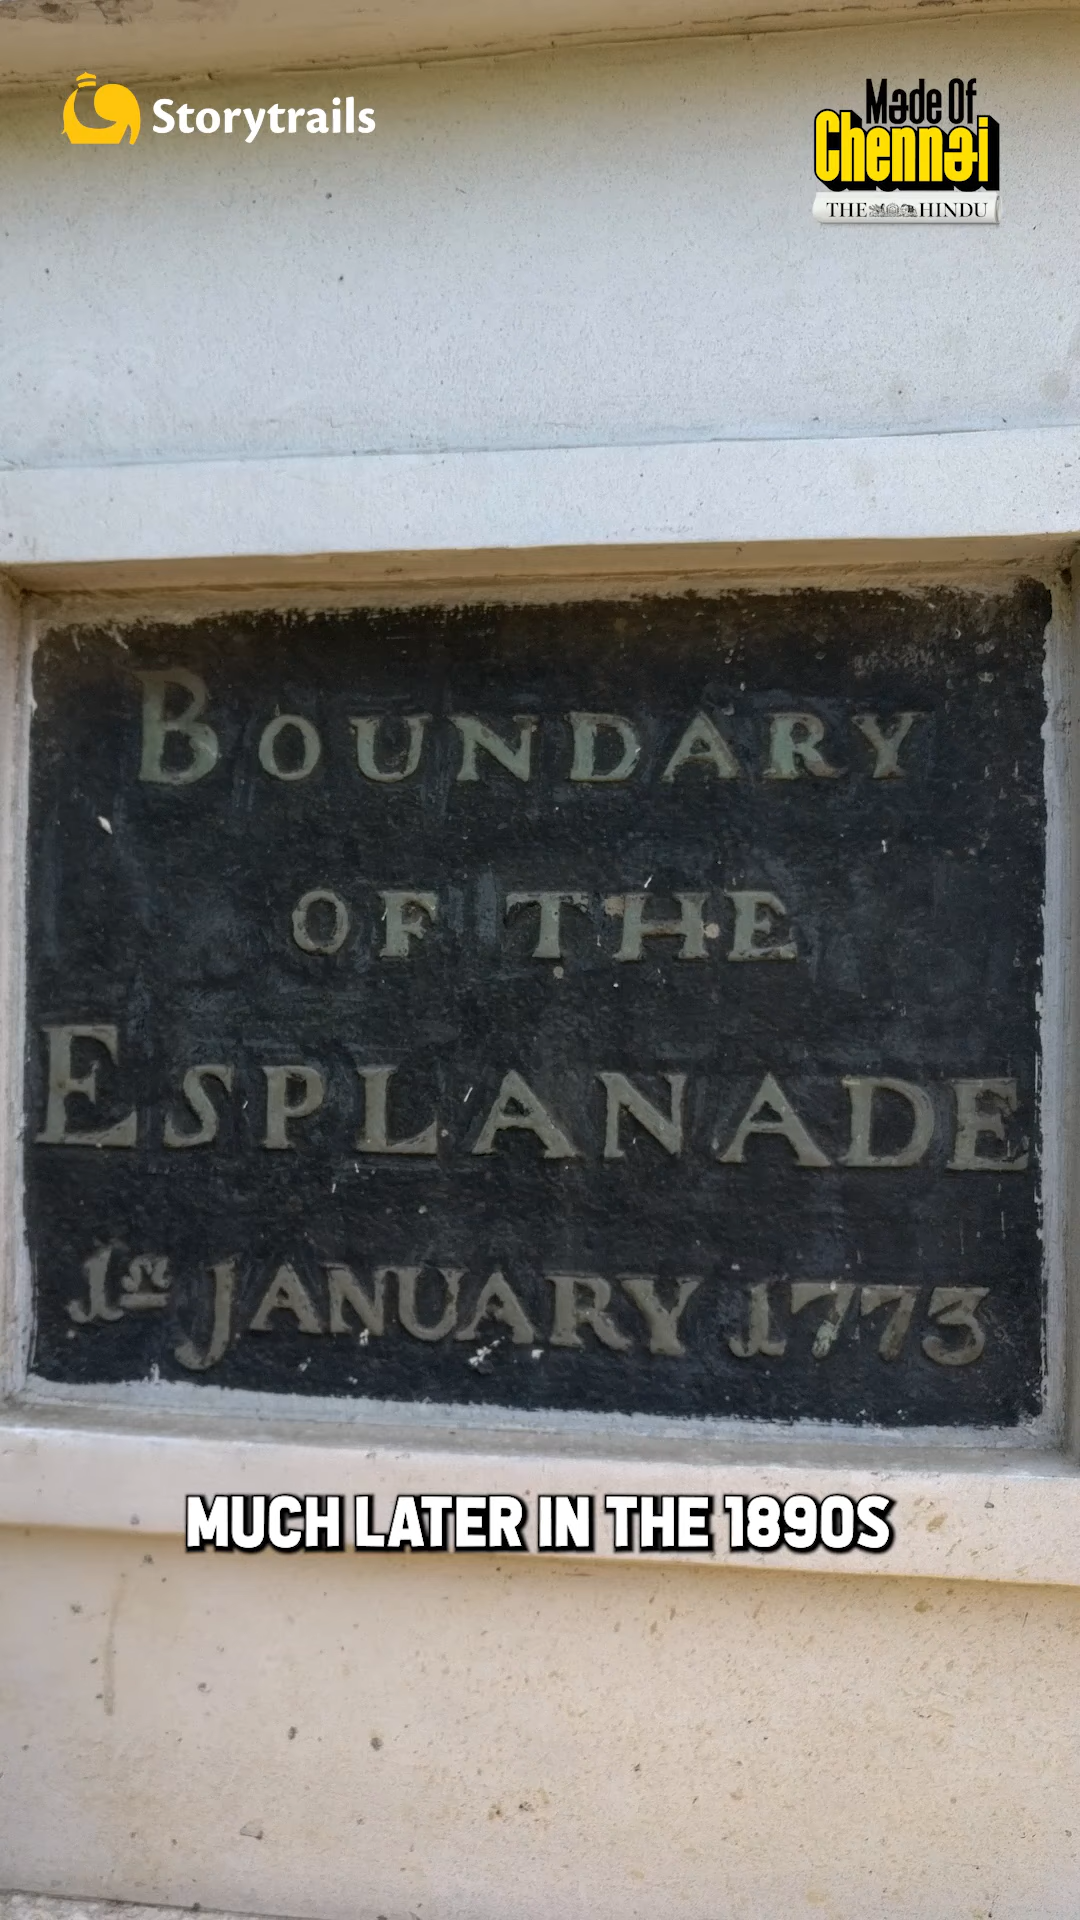 Storytrails
Made Of
Chennai
THE HINDU
BOUNDARY
OF THE
ESPLANADE
1st JANUARY 1773
MUCH LATER IN THE 1890S